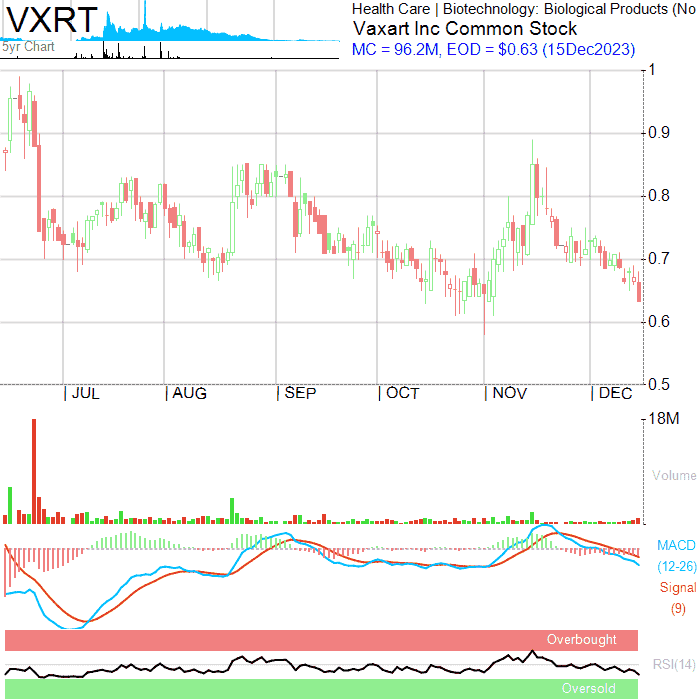 VXRT
Health Care | Biotechnology: Biological Products (No
Vaxart Inc Common Stock
MC = 96.2M, EOD = $0.63 (15Dec2023)
5yr Chart
1
0.9
0.8
0.7
0.6
0.5
| JUL | AUG | SEP | OCT | NOV | DEC
18M
Volume
MACD
(12-26)
Signal
(9)
Overbought
RSI(14)
Oversold